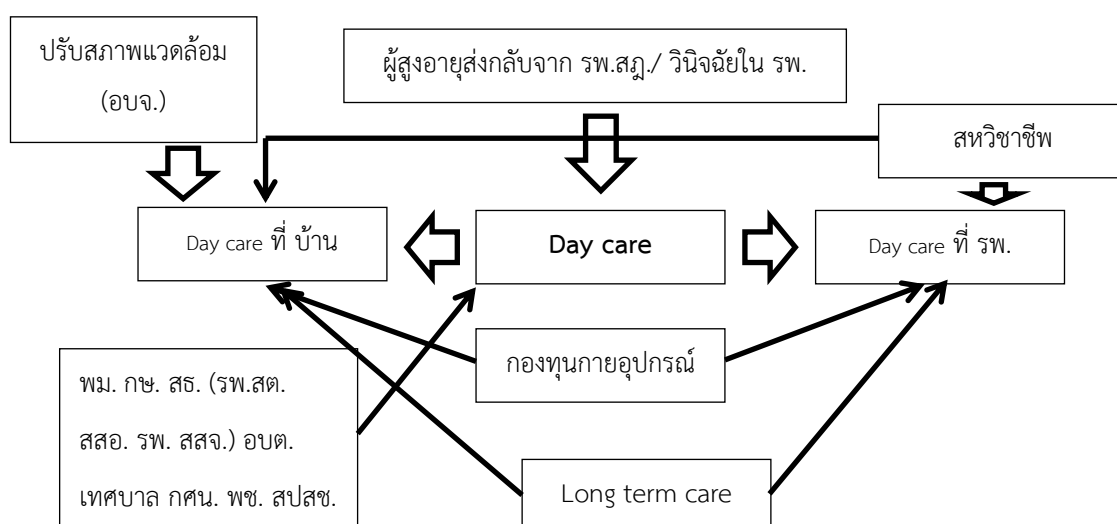 ปรับสภาพแวดล้อม
(อบจ.)
ผู้สูงอายุส่งกลับจาก รพ.สฎ./ วินิจฉัยใน รพ.
สหวิชาชีพ
Day care ที่ บ้าน
Day care
Day care ที่ รพ.
กองทุนกายอุปกรณ์
พม. กษ. สธ. (รพ.สต.
สสอ. รพ. สสจ.) อบต.
เทศบาล กศน. พช. สปสช.
Long term care